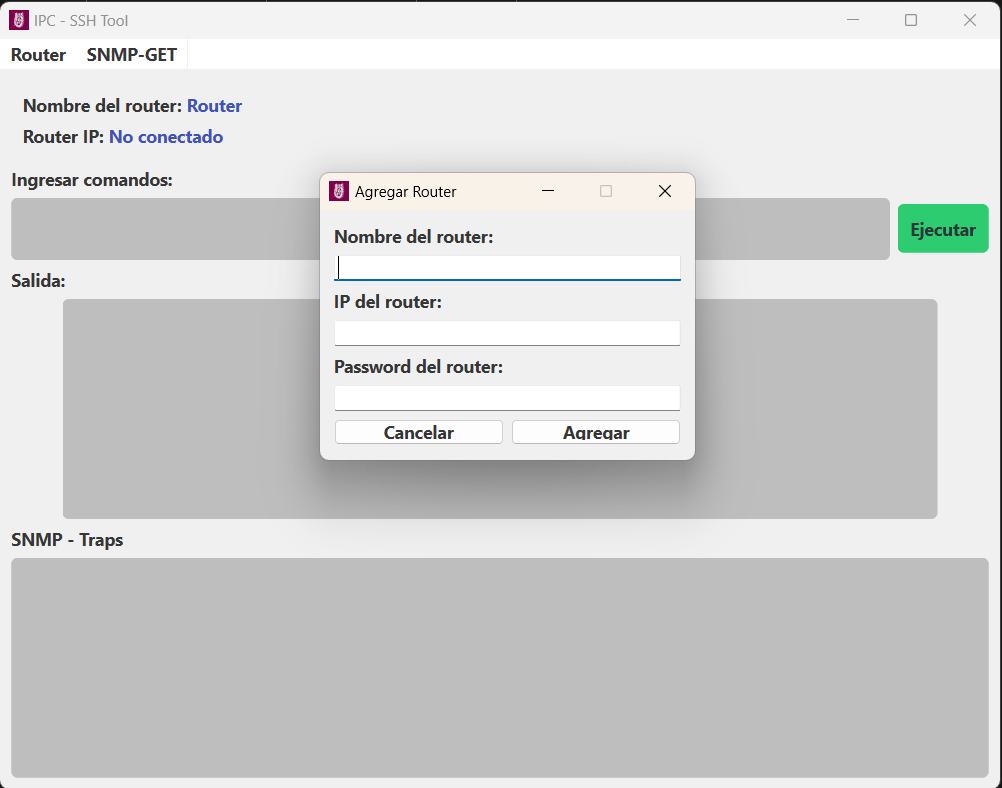 IPC - SSH Tool
Router SNMP-GET
Nombre del router: Router
Router IP: No conectado
Ingresar comandos:
Ejecutar
Salida:
SNMP - Traps
Agregar Router
Nombre del router:
IP del router:
Password del router:
Cancelar Agregar